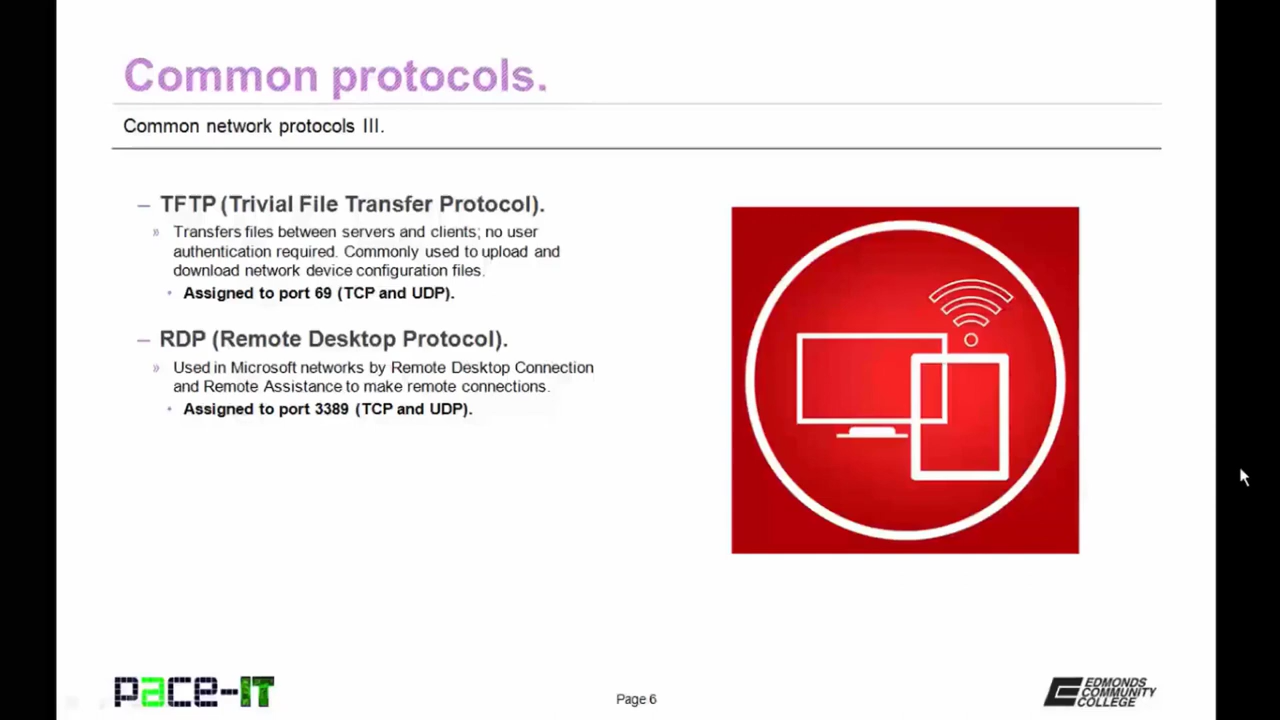 Common protocols.
Common network protocols III.
– TFTP (Trivial File Transfer Protocol).
» Transfers files between servers and clients; no user
authentication required. Commonly used to upload and
download network device configuration files.
• Assigned to port 69 (TCP and UDP).
– RDP (Remote Desktop Protocol).
» Used in Microsoft networks by Remote Desktop Connection
and Remote Assistance to make remote connections.
• Assigned to port 3389 (TCP and UDP).
pace-IT
Page 6
EDMONDS
COMMUNITY
COLLEGE